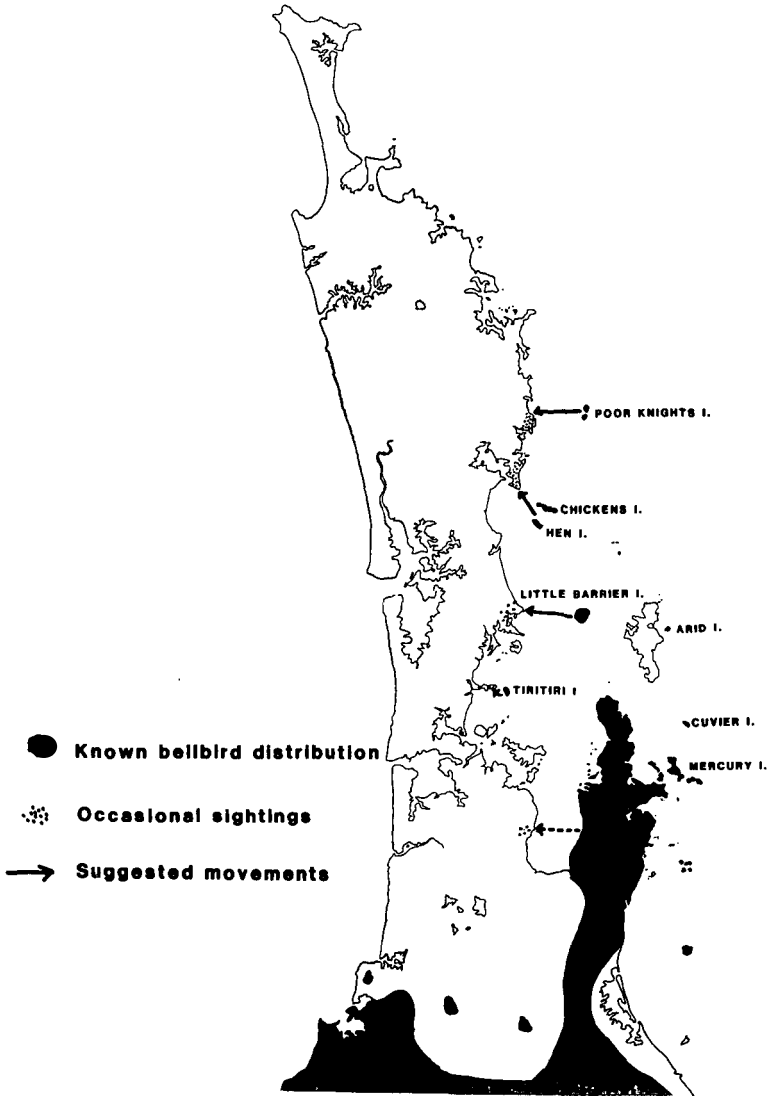 POOR KNIGHTS I.
CHICKENS I.
HEN I.
LITTLE BARRIER I.
ARID I.
TIRITIRI I
CUVIER I.
MERCURY I.
Known bellbird distribution
Occasional sightings
Suggested movements